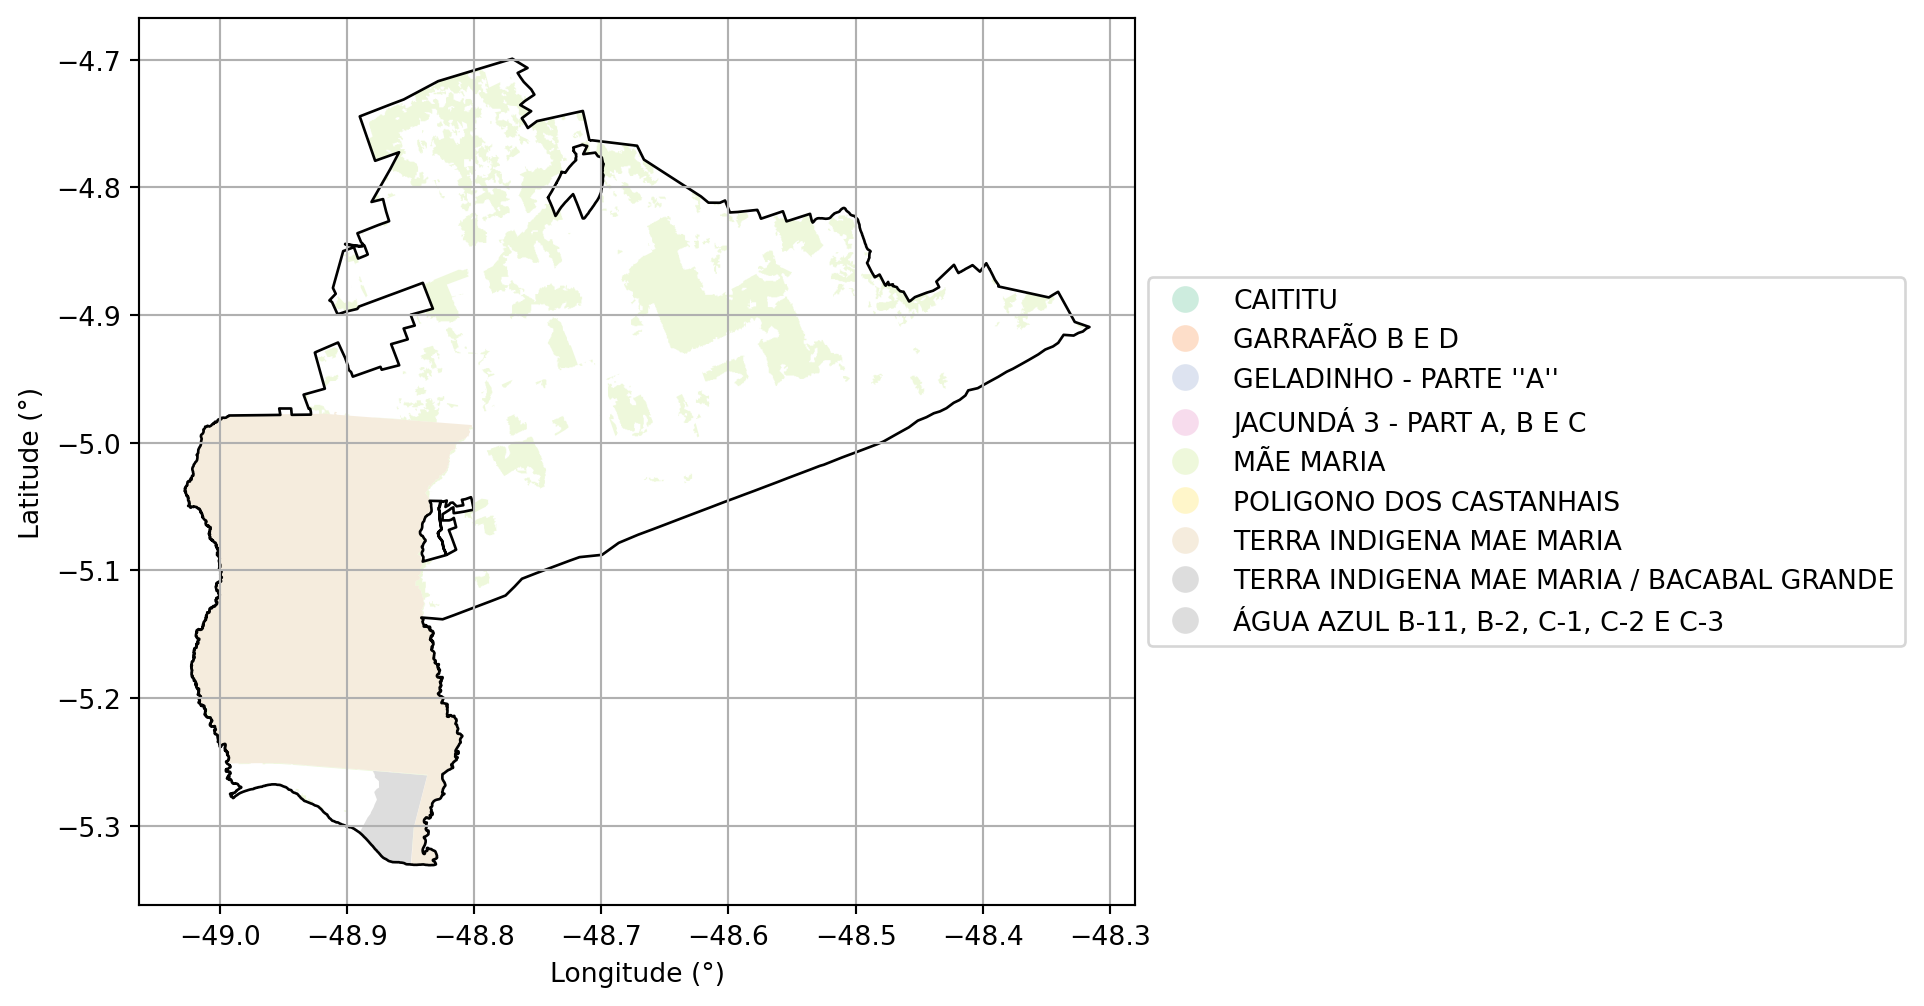 −4.7
−4.8
−4.9
−5.0
−5.1
−5.2
−5.3
Latitude (°)
−49.0 −48.9 −48.8 −48.7 −48.6 −48.5 −48.4 −48.3
Longitude (°)
CAITITU
GARRAFÃO B E D
GELADINHO - PARTE ''A''
JACUNDÁ 3 - PART A, B E C
MÃE MARIA
POLIGONO DOS CASTANHAIS
TERRA INDIGENA MAE MARIA
TERRA INDIGENA MAE MARIA / BACABAL GRANDE
ÁGUA AZUL B-11, B-2, C-1, C-2 E C-3